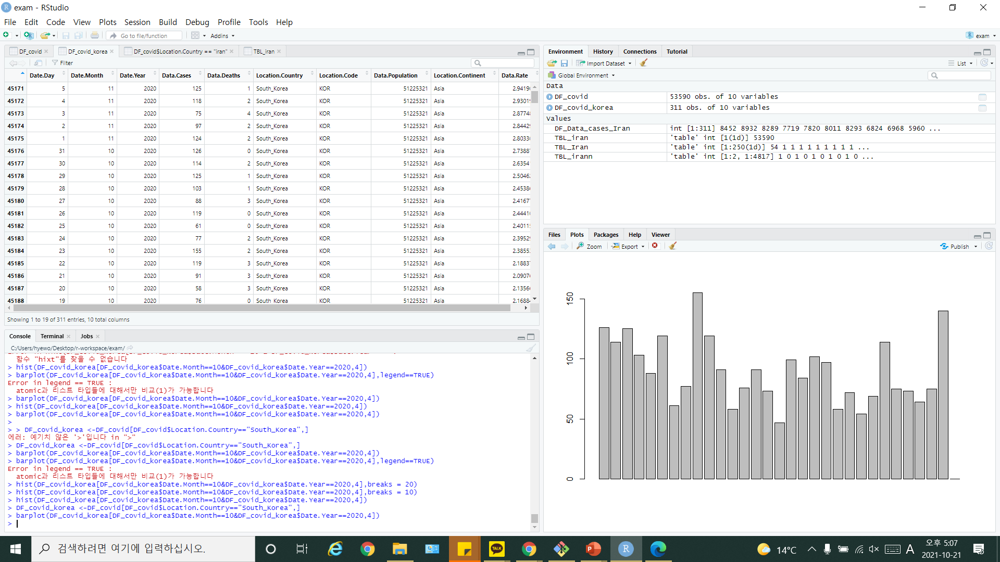 exam - RStudio
File Edit Code View Plots Session Build Debug Profile Tools Help
Go to file/function Addins exam
DF_covid DF_covid_korea DF_covid$Location.Country == "iran" TBL_iran
Filter
Date.Day Date.Month Date.Year Data.Cases Data.Deaths Location.Country Location.Code Data.Population Location.Continent Data.Rate
45171 5 11 2020 125 1 South_Korea KOR 51225321 Asia 2.9419
45172 4 11 2020 118 2 South_Korea KOR 51225321 Asia 2.9301
45173 3 11 2020 75 4 South_Korea KOR 51225321 Asia 2.8774
45174 2 11 2020 97 2 South_Korea KOR 51225321 Asia 2.8442
45175 1 11 2020 124 2 South_Korea KOR 51225321 Asia 2.8033
45176 31 10 2020 126 0 South_Korea KOR 51225321 Asia 2.7388
45177 30 10 2020 114 2 South_Korea KOR 51225321 Asia 2.6354
45178 29 10 2020 125 1 South_Korea KOR 51225321 Asia 2.5046
45179 28 10 2020 103 1 South_Korea KOR 51225321 Asia 2.4538
45180 27 10 2020 88 3 South_Korea KOR 51225321 Asia 2.4167
45181 26 10 2020 119 0 South_Korea KOR 51225321 Asia 2.4441
45182 25 10 2020 61 0 South_Korea KOR 51225321 Asia 2.4011
45183 24 10 2020 77 2 South_Korea KOR 51225321 Asia 2.3952
45184 23 10 2020 155 2 South_Korea KOR 51225321 Asia 2.3855
45185 22 10 2020 119 3 South_Korea KOR 51225321 Asia 2.1883
45186 21 10 2020 91 3 South_Korea KOR 51225321 Asia 2.0907
45187 20 10 2020 58 3 South_Korea KOR 51225321 Asia 2.1356
45188 19 10 2020 76 0 South_Korea KOR 51225321 Asia 2.1688
Showing 1 to 19 of 311 entries, 10 total columns
Console Terminal Jobs
C:/Users/hyewo/Desktop/r-workspace/exam/
함수 "hixt"를 찾을 수 없습니다
> hist(DF_covid_korea[DF_covid_korea$Date.Month==10&DF_covid_korea$Date.Year==2020,4])
> barplot(DF_covid_korea[DF_covid_korea$Date.Month==10&DF_covid_korea$Date.Year==2020,4],legend==TRUE)
Error in legend == TRUE :
atomic과 리스트 타입들에 대해서만 비교(1)가 가능합니다
> barplot(DF_covid_korea[DF_covid_korea$Date.Month==10&DF_covid_korea$Date.Year==2020,4])
> hist(DF_covid_korea[DF_covid_korea$Date.Month==10&DF_covid_korea$Date.Year==2020,4])
> barplot(DF_covid_korea[DF_covid_korea$Date.Month==10&DF_covid_korea$Date.Year==2020,4])
>
> > DF_covid_korea <-DF_covid[DF_covid$Location.Country=="South_Korea",]
에러: 예기치 않은 '>'입니다 in ">"
> DF_covid_korea <-DF_covid[DF_covid$Location.Country=="South_Korea",]
> barplot(DF_covid_korea[DF_covid_korea$Date.Month==10&DF_covid_korea$Date.Year==2020,4])
> barplot(DF_covid_korea[DF_covid_korea$Date.Month==10&DF_covid_korea$Date.Year==2020,4],legend==TRUE)
Error in legend == TRUE :
atomic과 리스트 타입들에 대해서만 비교(1)가 가능합니다
> hist(DF_covid_korea[DF_covid_korea$Date.Month==10&DF_covid_korea$Date.Year==2020,4],breaks = 20)
> hist(DF_covid_korea[DF_covid_korea$Date.Month==10&DF_covid_korea$Date.Year==2020,4],breaks = 10)
> hist(DF_covid_korea[DF_covid_korea$Date.Month==10&DF_covid_korea$Date.Year==2020,4])
> DF_covid_korea <-DF_covid[DF_covid$Location.Country=="South_Korea",]
> barplot(DF_covid_korea[DF_covid_korea$Date.Month==10&DF_covid_korea$Date.Year==2020,4])
>
Environment History Connections Tutorial
Import Dataset List
Global Environment
Data
DF_covid 53590 obs. of 10 variables
DF_covid_korea 311 obs. of 10 variables
Values
DF_Data_cases_Iran int [1:311] 8452 8932 8289 7719 7820 8011 8293 6824 6968 5960 ...
TBL_iran 'table' int [1(1d)] 53590
TBL_Iran 'table' int [1:250(1d)] 54 1 1 1 1 1 1 1 1 1 ...
TBL_irann 'table' int [1:2, 1:4817] 1 0 1 0 1 0 1 0 1 0 ...
Files Plots Packages Help Viewer
Zoom Export Publish
150
100
50
0
검색하려면 여기에 입력하십시오.
TALK
14°C A 오후 5:07
2021-10-21